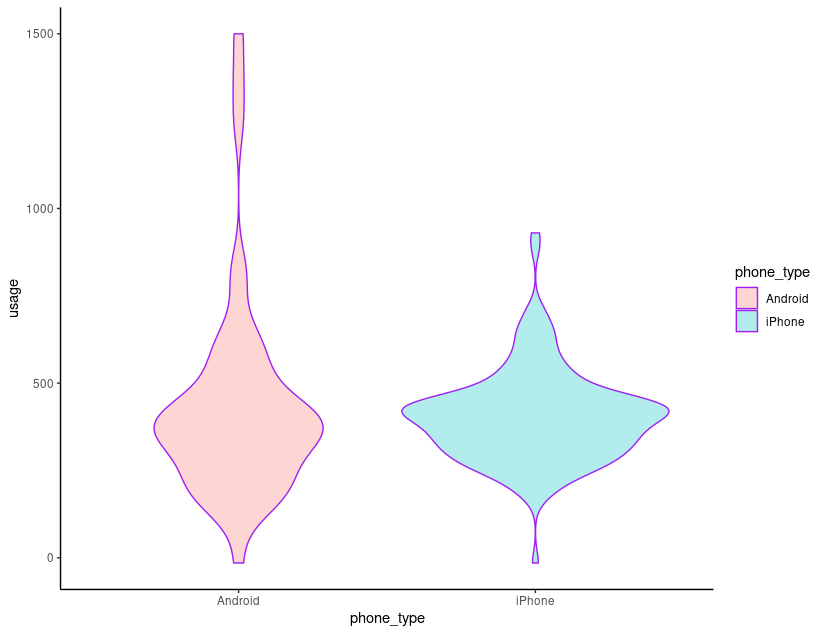 1500
1000
500
0
usage
Android
iPhone
phone_type
phone_type
Android
iPhone